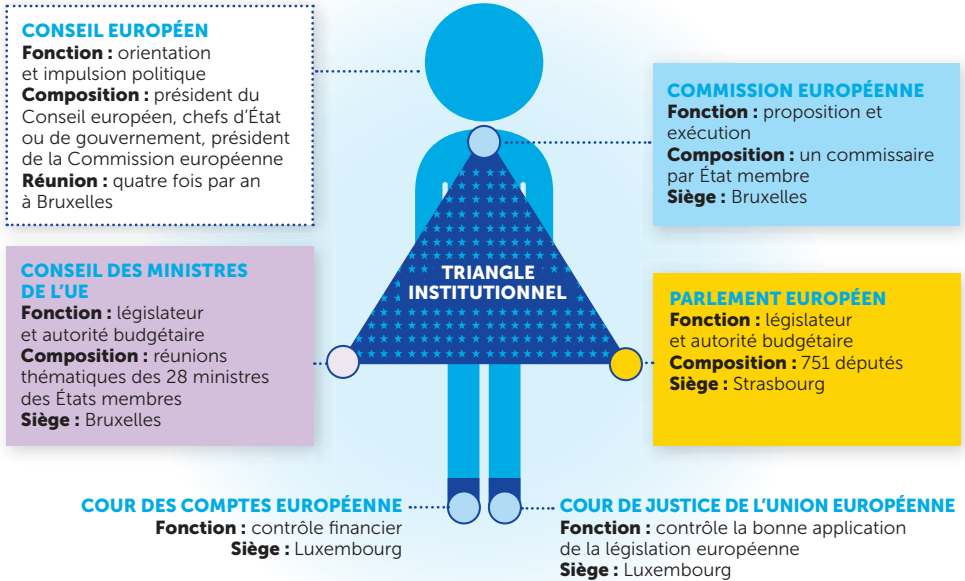 CONSEIL EUROPÉEN
Fonction : orientation
et impulsion politique
Composition : président du
Conseil européen, chefs d'État
ou de gouvernement, président
de la Commission européenne
Réunion : quatre fois par an
à Bruxelles
COMMISSION EUROPÉENNE
Fonction : proposition et
exécution
Composition : un commissaire
par État membre
Siège : Bruxelles
CONSEIL DES MINISTRES
DE L'UE
Fonction : législateur
et autorité budgétaire
Composition : réunions
thématiques des 28 ministres
des États membres
Siège : Bruxelles
TRIANGLE
INSTITUTIONNEL
PARLEMENT EUROPÉEN
Fonction : législateur
et autorité budgétaire
Composition : 751 députés
Siège : Strasbourg
COUR DES COMPTES EUROPÉENNE
Fonction : contrôle financier
Siège : Luxembourg
COUR DE JUSTICE DE L'UNION EUROPÉENNE
Fonction : contrôle la bonne application
de la législation européenne
Siège : Luxembourg